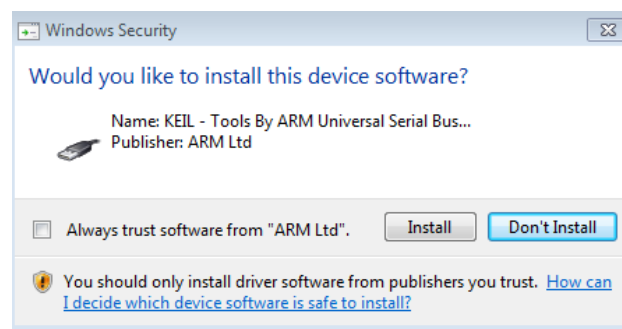 Windows Security
Would you like to install this device software?
Name: KEIL - Tools By ARM Universal Serial Bus...
Publisher: ARM Ltd
Always trust software from "ARM Ltd".
Install
Don't Install
You should only install driver software from publishers you trust. How can
I decide which device software is safe to install?